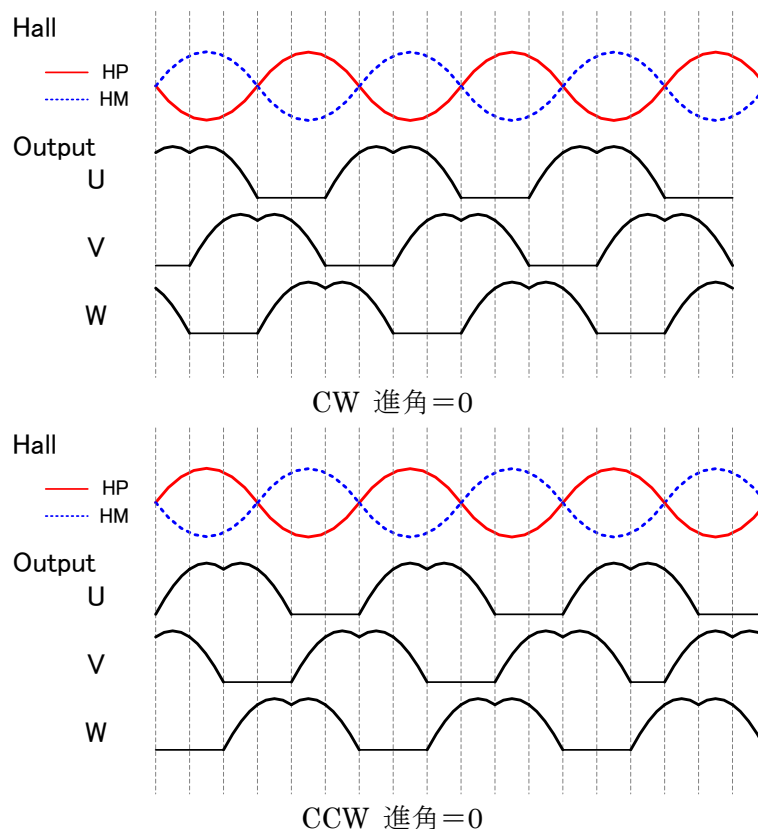 Hall
HP
HM
Output
U
V
W
CW 進角＝0
Hall
HP
HM
Output
U
V
W
CCW 進角＝0